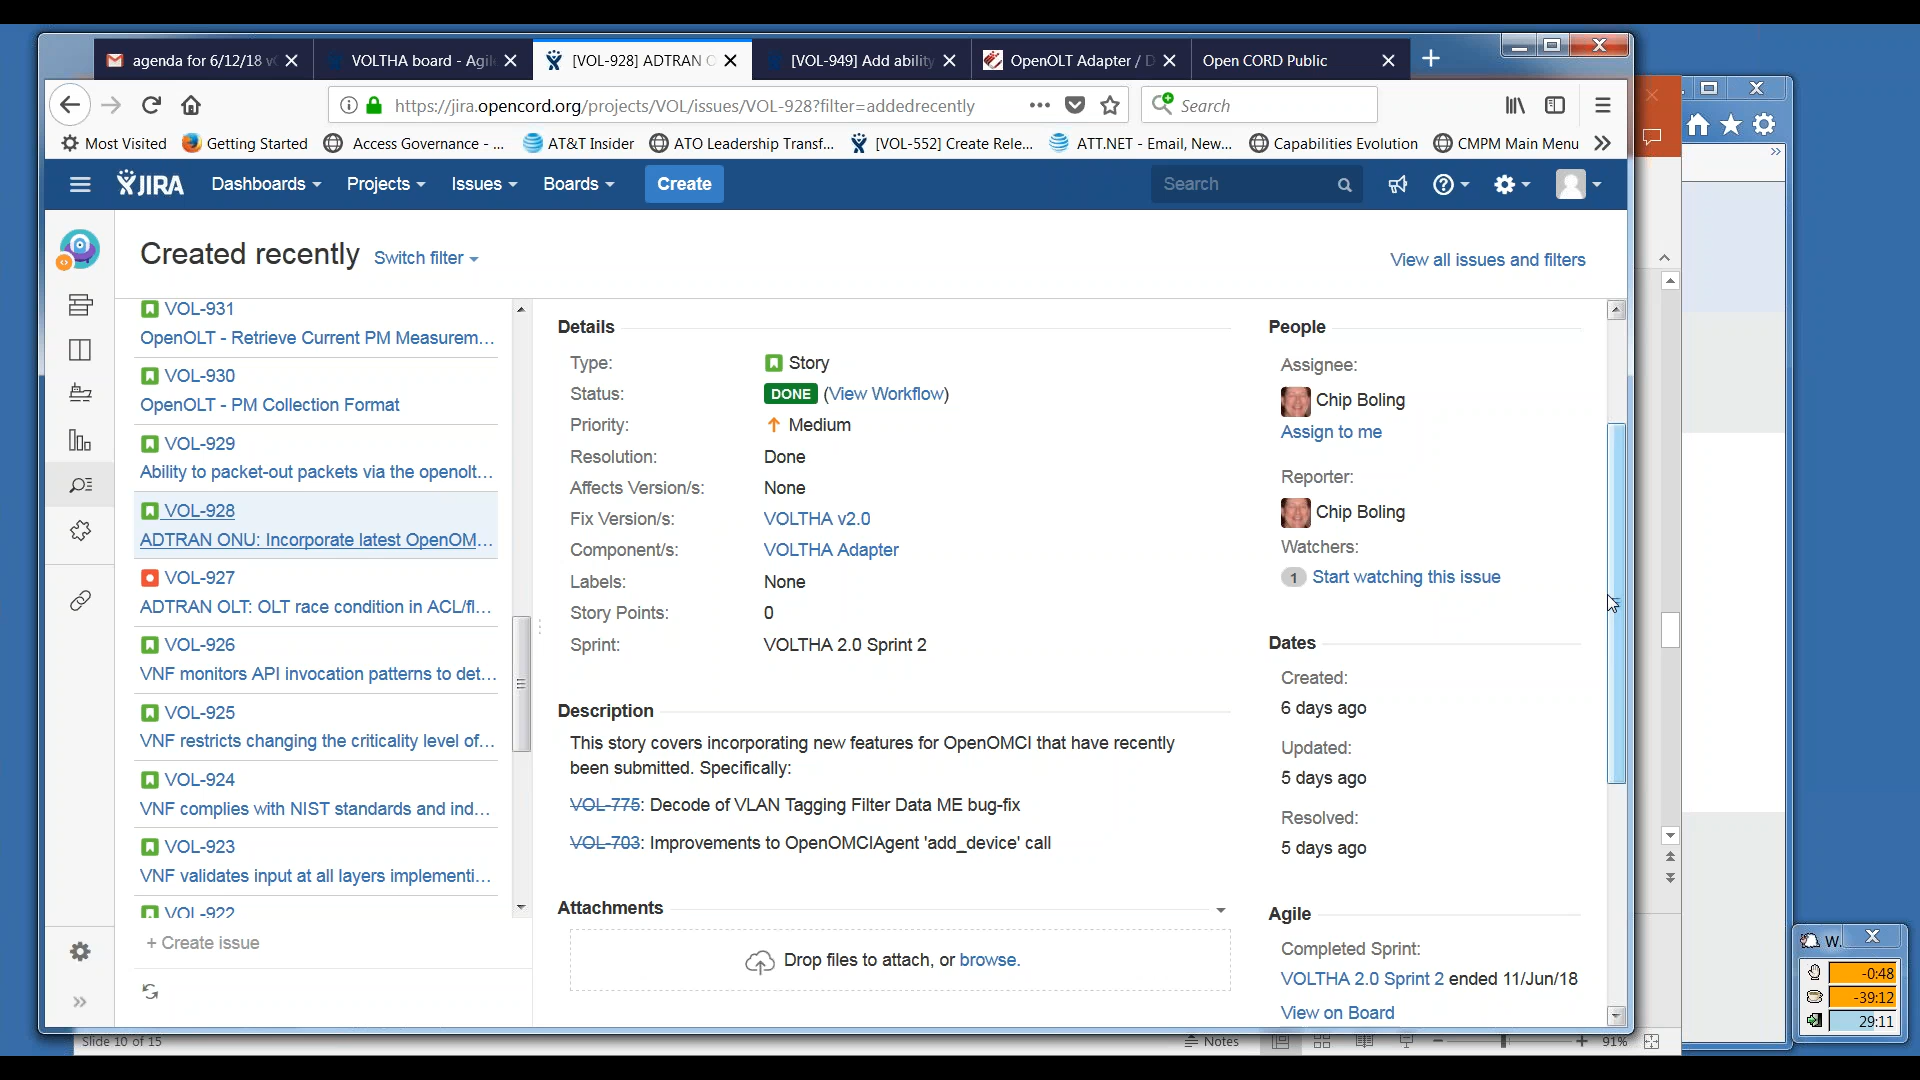 agenda for 6/12/18 v
VOLTHA board - Agil
[VOL-928] ADTRAN O
[VOL-949] Add ability
OpenOLT Adapter / D
Open CORD Public
https://jira.opencord.org/projects/VOL/issues/VOL-928?filter=addedrecently
Search
Most Visited
Getting Started
Access Governance - ...
AT&T Insider
ATO Leadership Transf...
[VOL-552] Create Rele...
ATT.NET - Email, New...
Capabilities Evolution
CMPM Main Menu
JIRA
Dashboards
Projects
Issues
Boards
Create
Search
Created recently
Switch filter
View all issues and filters
VOL-931
OpenOLT - Retrieve Current PM Measurem...
VOL-930
OpenOLT - PM Collection Format
VOL-929
Ability to packet-out packets via the openolt...
VOL-928
ADTRAN ONU: Incorporate latest OpenOM...
VOL-927
ADTRAN OLT: OLT race condition in ACL/fl...
VOL-926
VNF monitors API invocation patterns to det...
VOL-925
VNF restricts changing the criticality level of...
VOL-924
VNF complies with NIST standards and ind...
VOL-923
VNF validates input at all layers implementi...
VOL-922
+ Create issue
Details
Type:
Story
Status:
DONE (View Workflow)
Priority:
Medium
Resolution:
Done
Affects Version/s:
None
Fix Version/s:
VOLTHA v2.0
Component/s:
VOLTHA Adapter
Labels:
None
Story Points:
0
Sprint:
VOLTHA 2.0 Sprint 2
Description
This story covers incorporating new features for OpenOMCI that have recently
been submitted. Specifically:
VOL-775: Decode of VLAN Tagging Filter Data ME bug-fix
VOL-703: Improvements to OpenOMCIAgent 'add_device' call
Attachments
Drop files to attach, or browse.
People
Assignee:
Chip Boling
Assign to me
Reporter:
Chip Boling
Watchers:
1 Start watching this issue
Dates
Created:
6 days ago
Updated:
5 days ago
Resolved:
5 days ago
Agile
Completed Sprint:
VOLTHA 2.0 Sprint 2 ended 11/Jun/18
View on Board
Slide 10 of 15
Notes
91%
W.
-0:48
-39:12
29:11